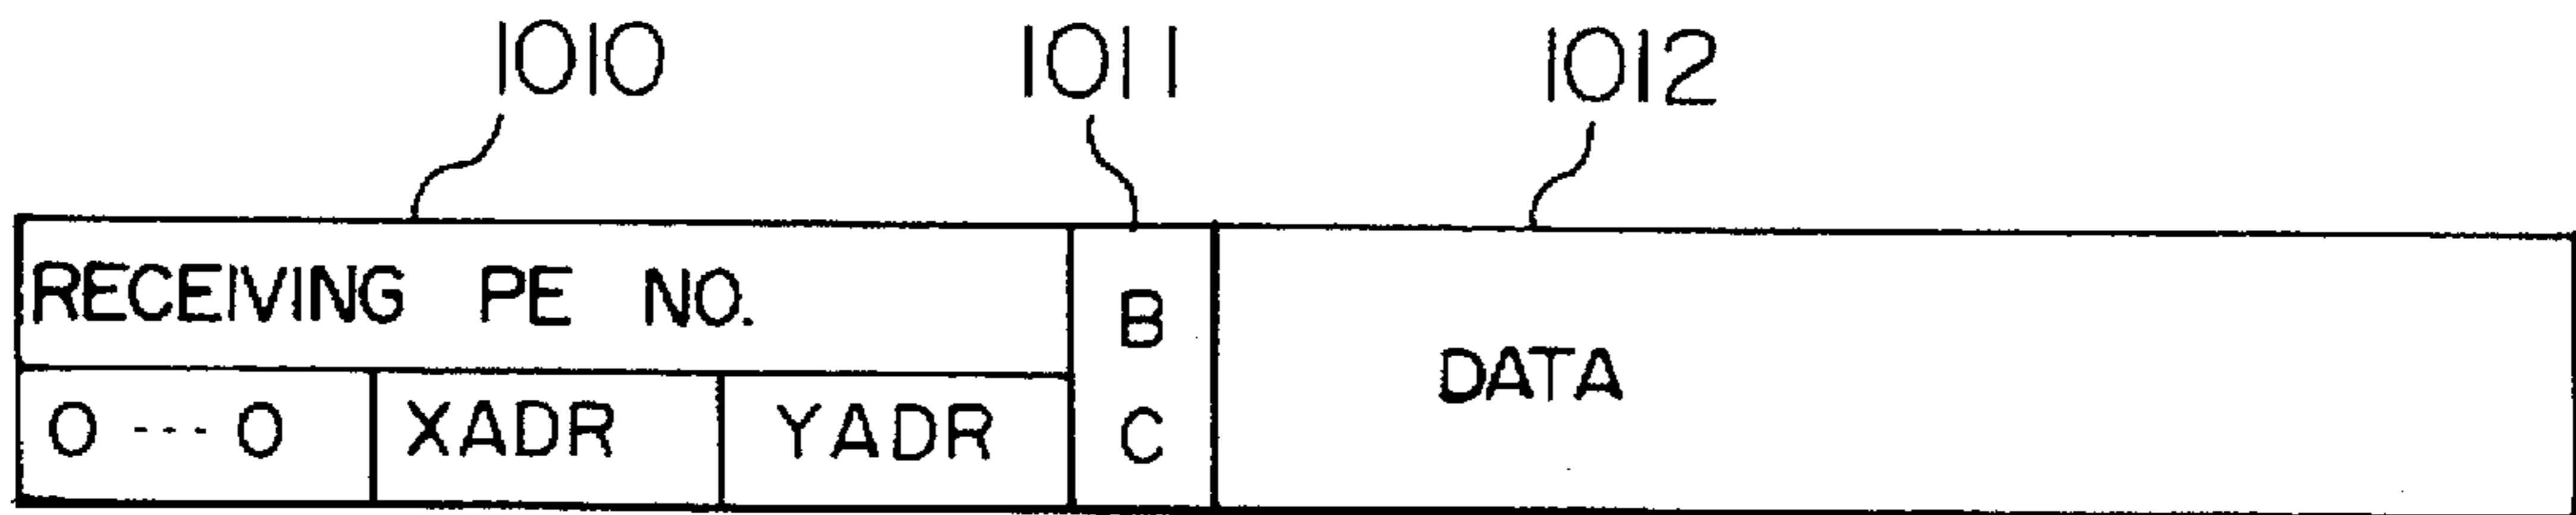 1010 1011 1012
RECEIVING PE NO.
0 --- 0 XADR YADR
B
C
DATA